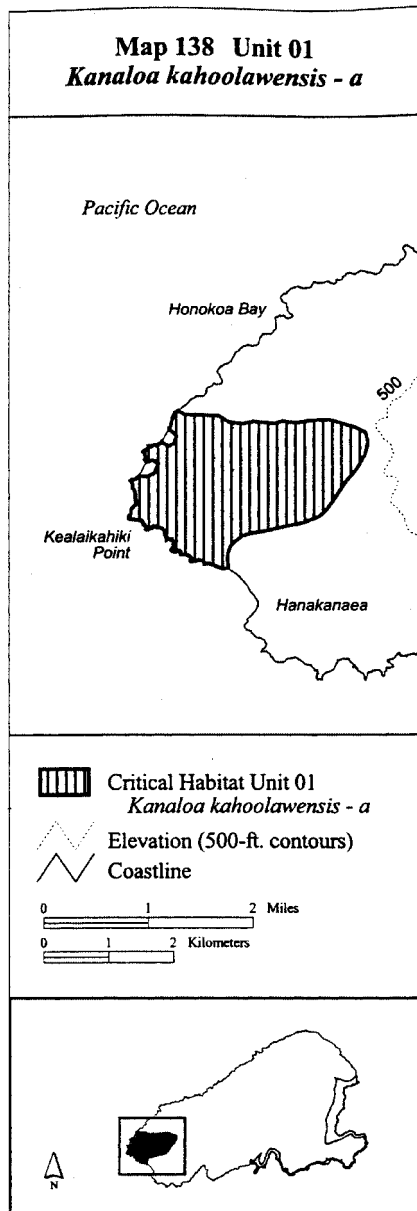 Map 138 Unit 01
Kanaloa kahoolawensis - a
Pacific Ocean
Honokoa Bay
500
Kealaikahiki
Point
Hanakanaea
Critical Habitat Unit 01
Kanaloa kahoolawensis - a
Elevation (500-ft. contours)
Coastline
0 1 2 Miles
0 1 2 Kilometers
N